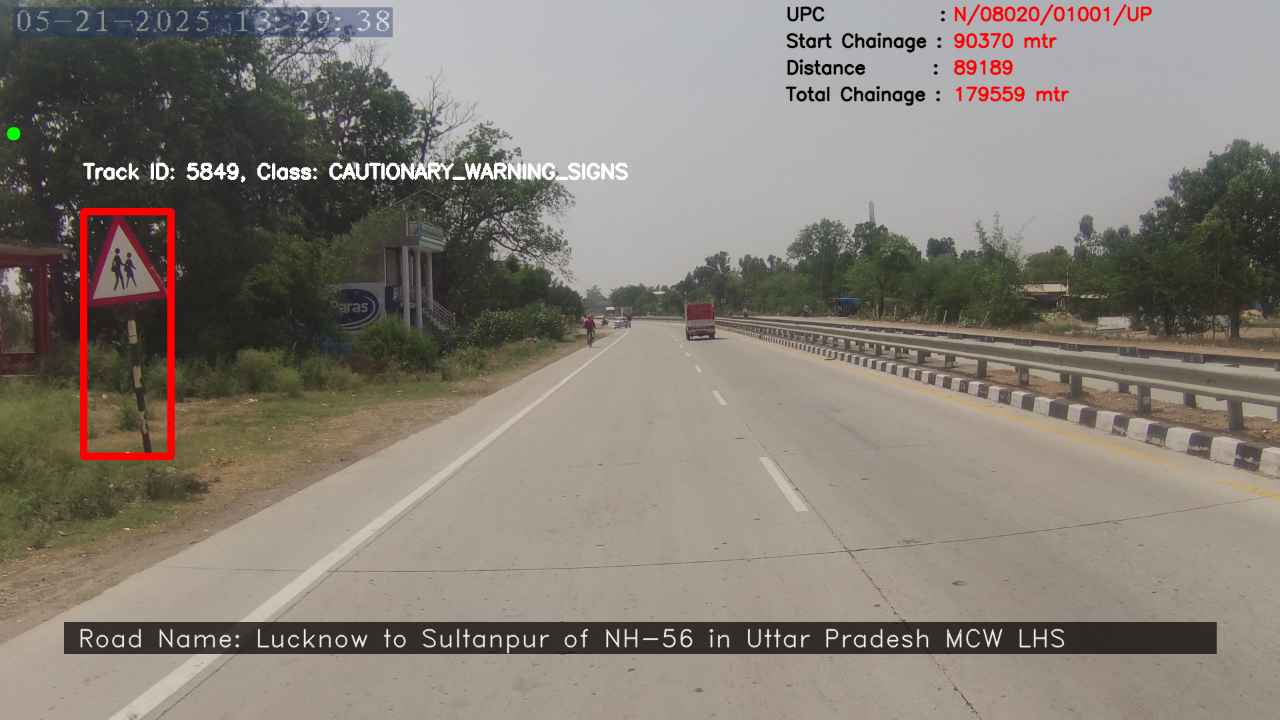 05-21-2025 13:29:38
UPC : N/08020/01001/UP
Start Chainage : 90370 mtr
Distance : 89189
Total Chainage : 179559 mtr
Track ID: 5849, Class: CAUTIONARY_WARNING_SIGNS
aras
Road Name: Lucknow to Sultanpur of NH-56 in Uttar Pradesh MCW LHS